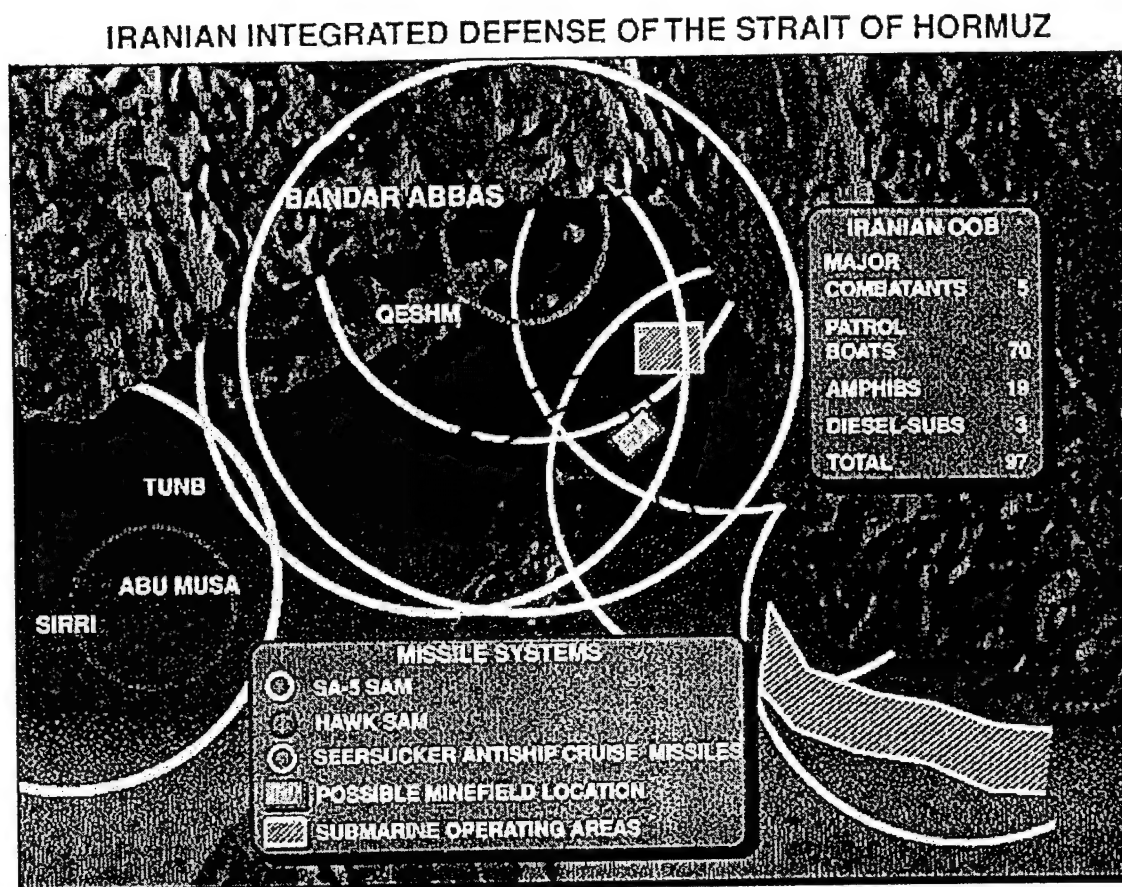 IRANIAN INTEGRATED DEFENSE OF THE STRAIT OF HORMUZ
BANDAR ABBAS
QESHM
TUNB
ABU MUSA
SIRRI
IRANIAN OOB
MAJOR
COMBATANTS 5
PATROL
BOATS 70
AMPHIBS 19
DIESEL-SUBS 3
TOTAL 97
MISSILE SYSTEMS
SA-5 SAM
HAWK SAM
SEERSUCKER ANTISHIP CRUISE MISSILES
POSSIBLE MINEFIELD LOCATION
SUBMARINE OPERATING AREAS